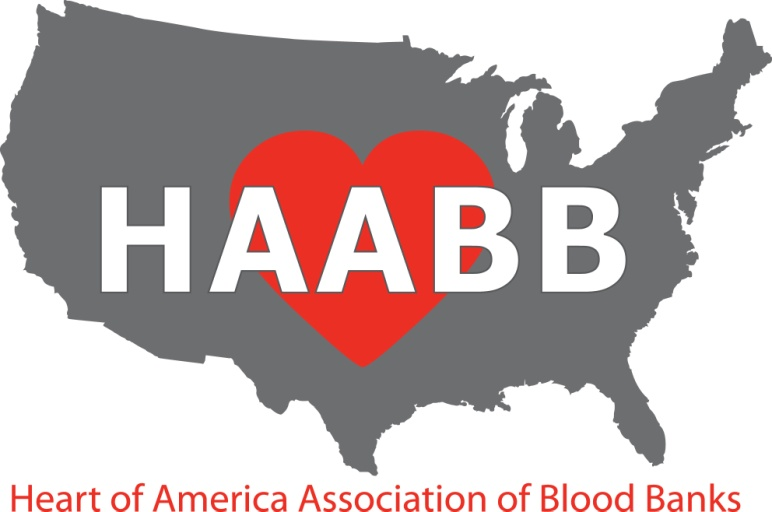 HAABB
Heart of America Association of Blood Banks